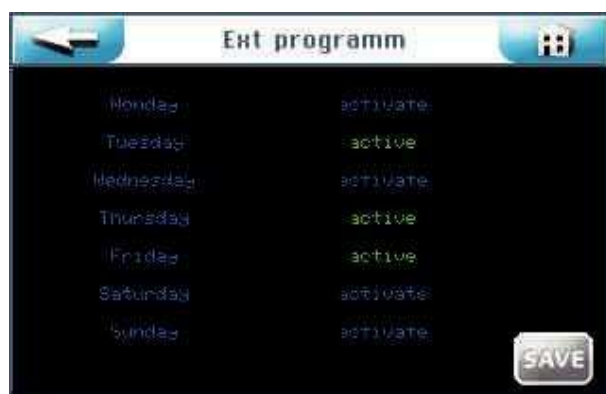 Ext programm
Monday activate
Tuesday active
Wednesday activate
Thursday active
Friday active
Saturday activate
Sunday activate
SAVE